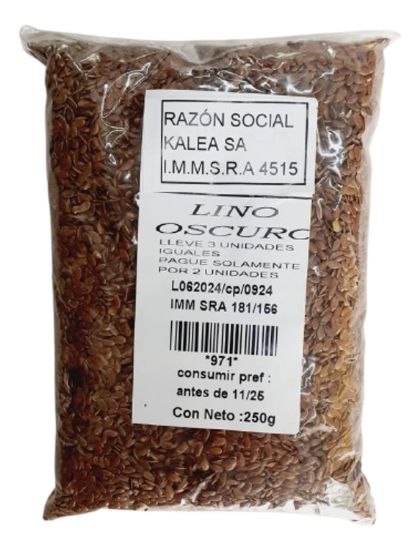 RAZÓN SOCIAL
KALEA SA
I.M.M.S.R.A 4515
LINO
OSCURO
LLEVE 3 UNIDADES
IGUALES
PAGUE SOLAMENTE
POR 2 UNIDADES
L062024/cp/0924
IMM SRA 181/156
*971*
consumir pref :
antes de 11/25
Con Neto :250g